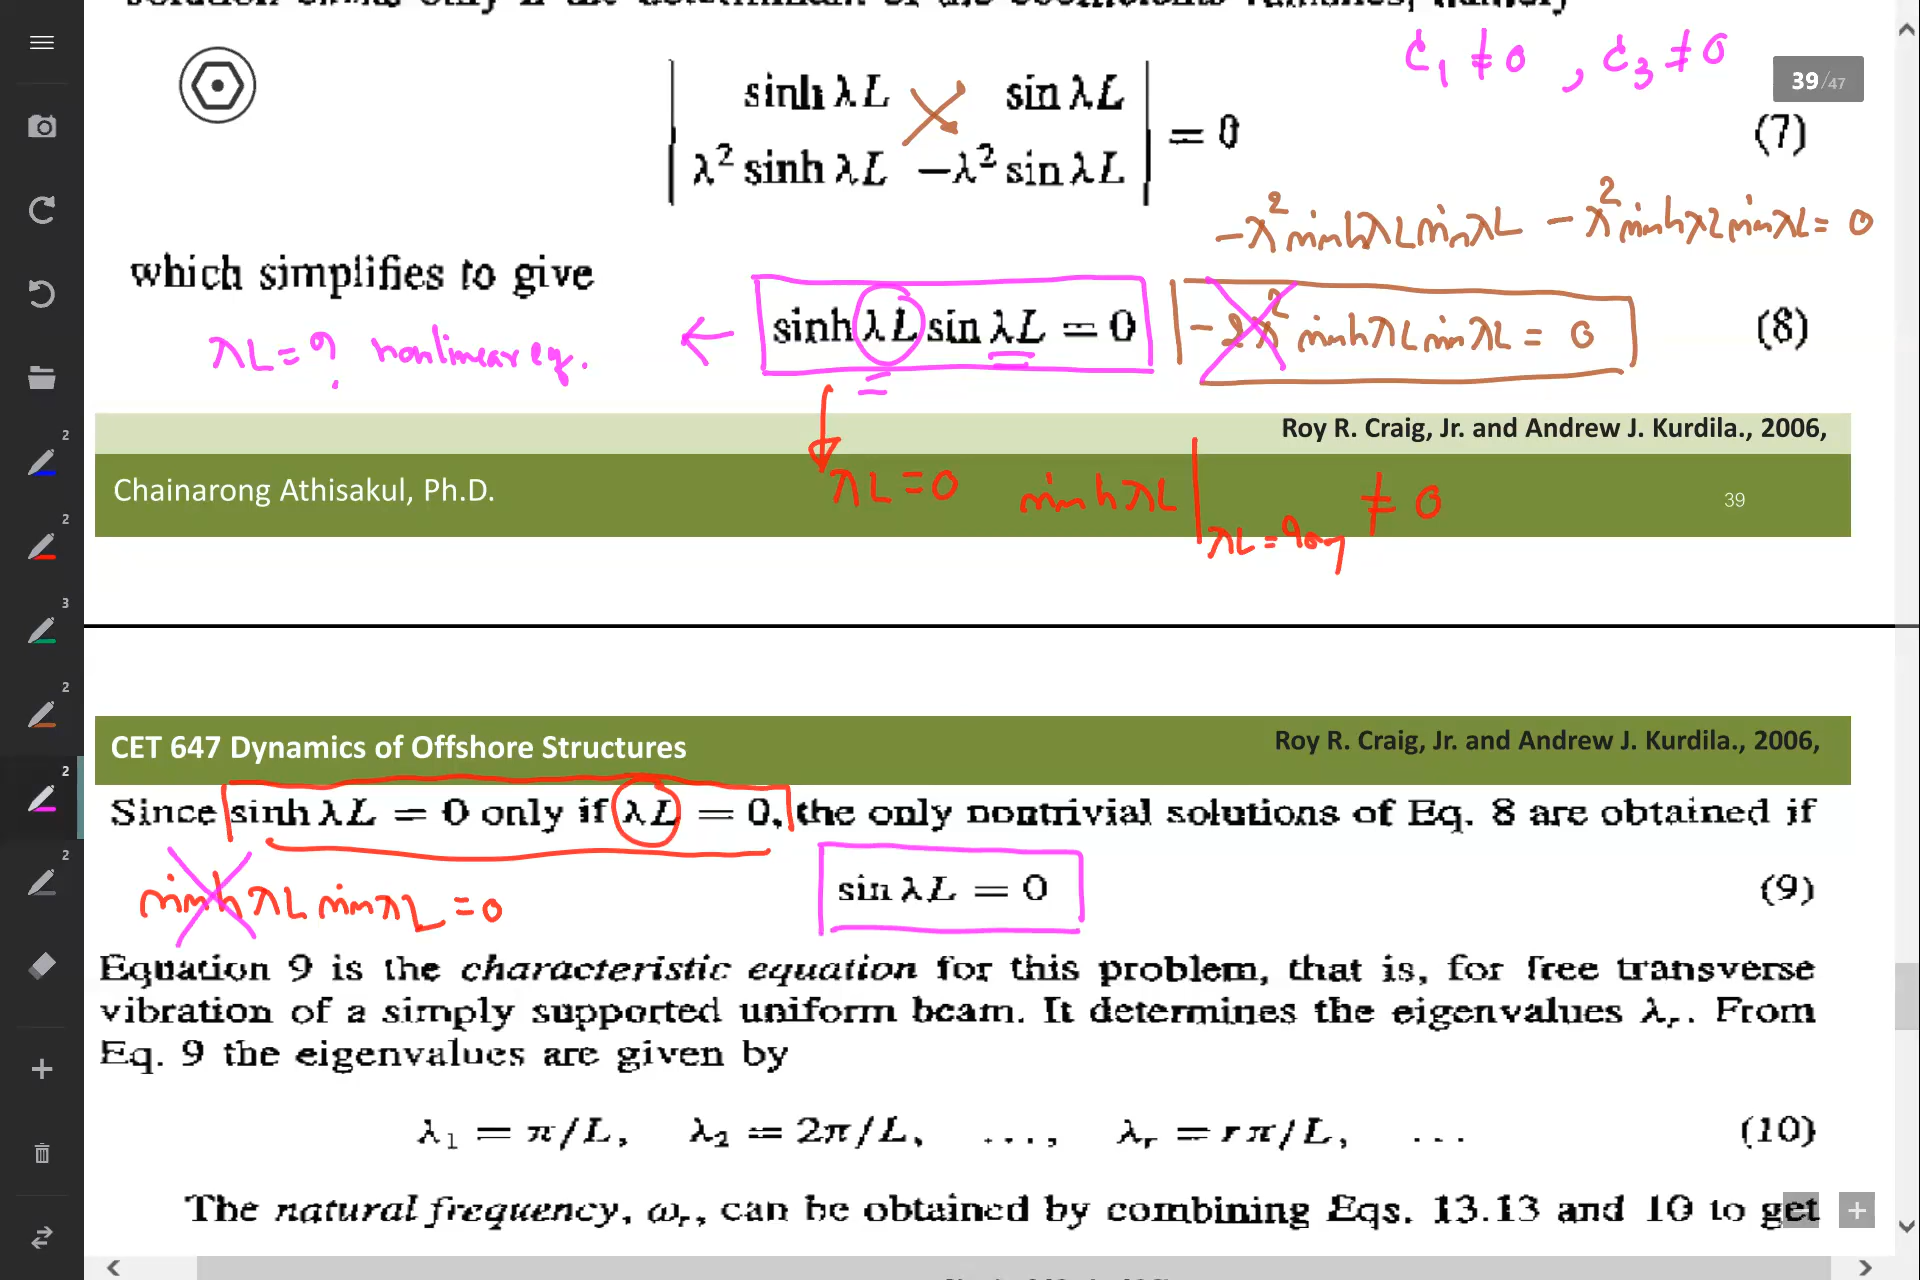 C₁ ≠ 0 , C₃ ≠ 0
39/47
sinh λL sin λL
= 0 (7)
λ² sinh λL −λ² sin λL
-λ² sinh λL sin λL - λ² sinh λL sin λL = 0
which simplifies to give
sinh λL sin λL = 0 (8)
-2λ² sinh λL sin λL = 0
λL = ? nonlinear eq.
Roy R. Craig, Jr. and Andrew J. Kurdila., 2006,
Chainarong Athisakul, Ph.D.
λL = 0 sinh λL | ≠ 0
39
CET 647 Dynamics of Offshore Structures
Roy R. Craig, Jr. and Andrew J. Kurdila., 2006,
Since sinh λL = 0 only if λL = 0, the only nontrivial solutions of Eq. 8 are obtained if
sin λL = 0 (9)
sinh λL sin λL = 0
Equation 9 is the characteristic equation for this problem, that is, for free transverse
vibration of a simply supported uniform beam. It determines the eigenvalues λr. From
Eq. 9 the eigenvalues are given by
λ₁ = π/L, λ₂ = 2π/L, ..., λr = rπ/L, ... (10)
The natural frequency, ωr, can be obtained by combining Eqs. 13.13 and 10 to get
2
2
3
2
2
2